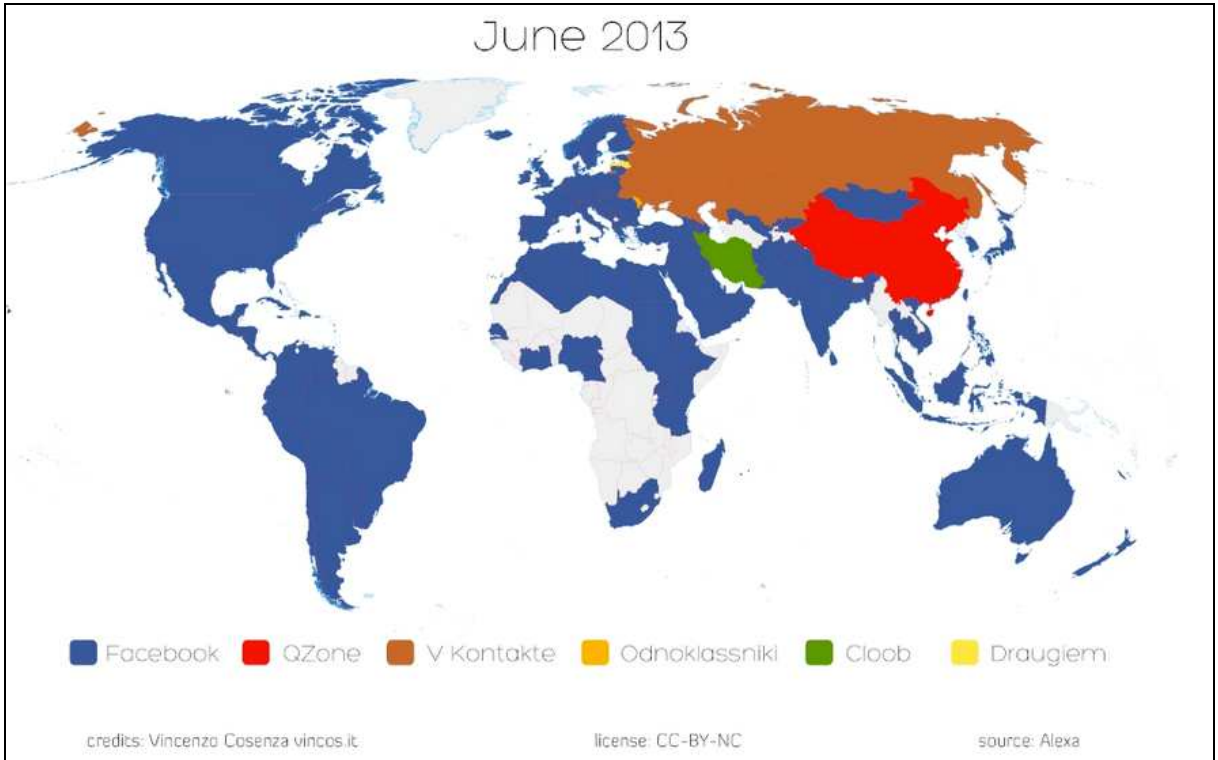 June 2013
Facebook QZone V Kontakte Odnoklassniki Cloob Draugiem
credits: Vincenzo Cosenza vincos.it license: CC-BY-NC source: Alexa